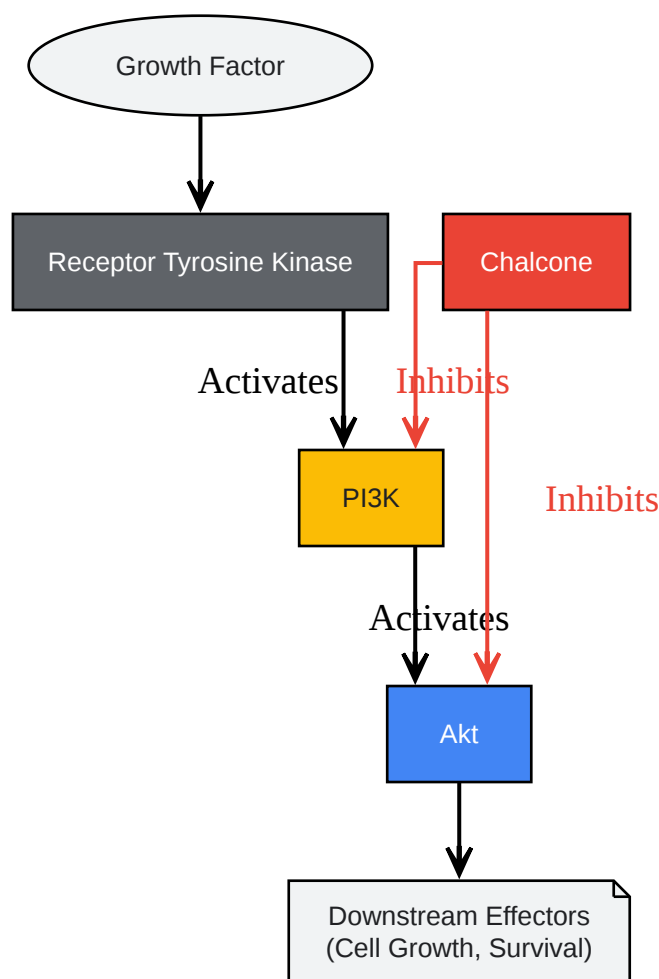 Growth Factor
Receptor Tyrosine Kinase
Chalcone
Activates
Inhibits
PI3K
Inhibits
Activates
Akt
Downstream Effectors
(Cell Growth, Survival)